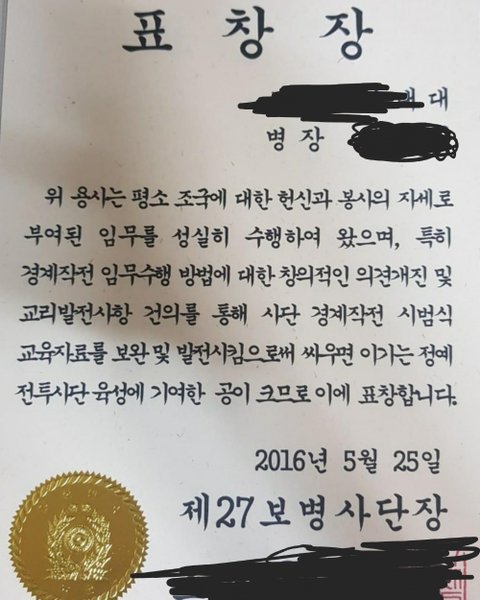 표 창 장
대
병 장
위 용사는 평소 조국에 대한 헌신과 봉사의 자세로
부여된 임무를 성실히 수행하여 왔으며, 특히
경계작전 임무수행 방법에 대한 창의적인 의견개진 및
교리발전사항 건의를 통해 사단 경계작전 시범식
교육자료를 보완 및 발전시킴으로써 싸우면 이기는 정예
전투사단 육성에 기여한 공이 크므로 이에 표창합니다.
2016년 5월 25일
제27보병사단장